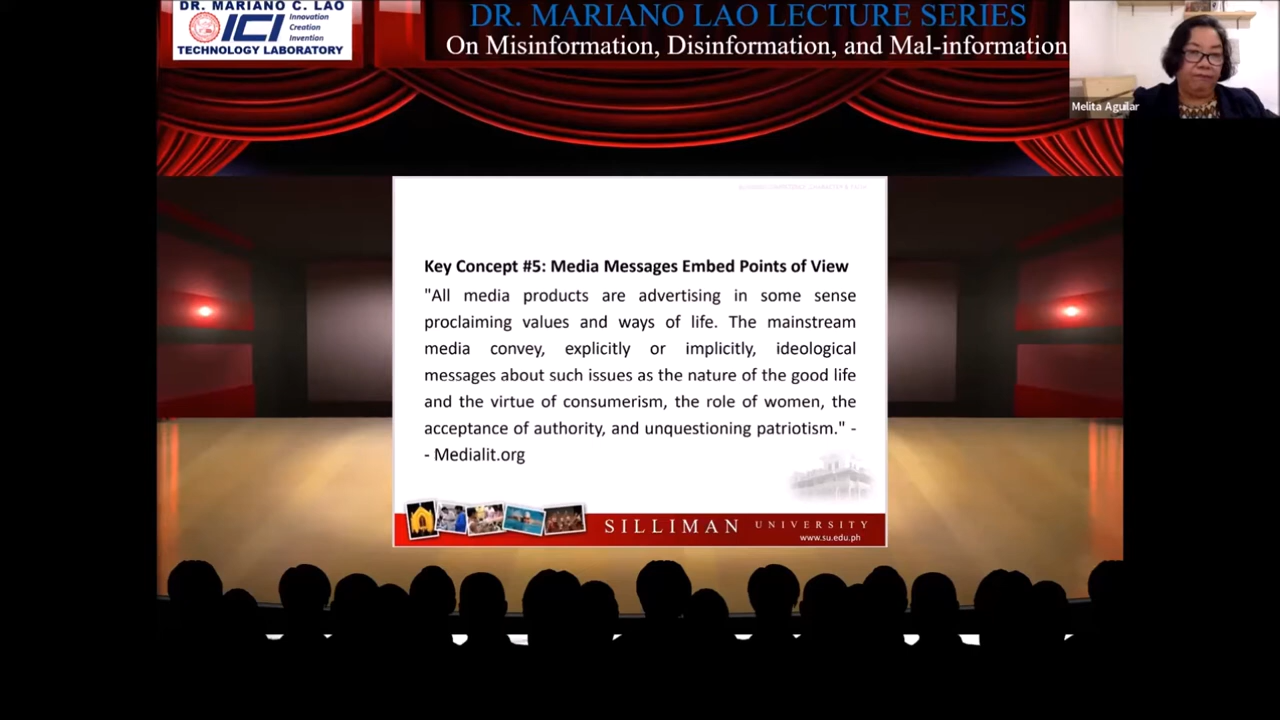 DR. MARIANO C. LAO
ICI
Innovation
Creation
Invention
TECHNOLOGY LABORATORY
DR. MARIANO LAO LECTURE SERIES
On Misinformation, Disinformation, and Mal-information
Melita Aguilar
Key Concept #5: Media Messages Embed Points of View
"All media products are advertising in some sense
proclaiming values and ways of life. The mainstream
media convey, explicitly or implicitly, ideological
messages about such issues as the nature of the good life
and the virtue of consumerism, the role of women, the
acceptance of authority, and unquestioning patriotism." -
- Medialit.org
SILLIMAN UNIVERSITY
www.su.edu.ph